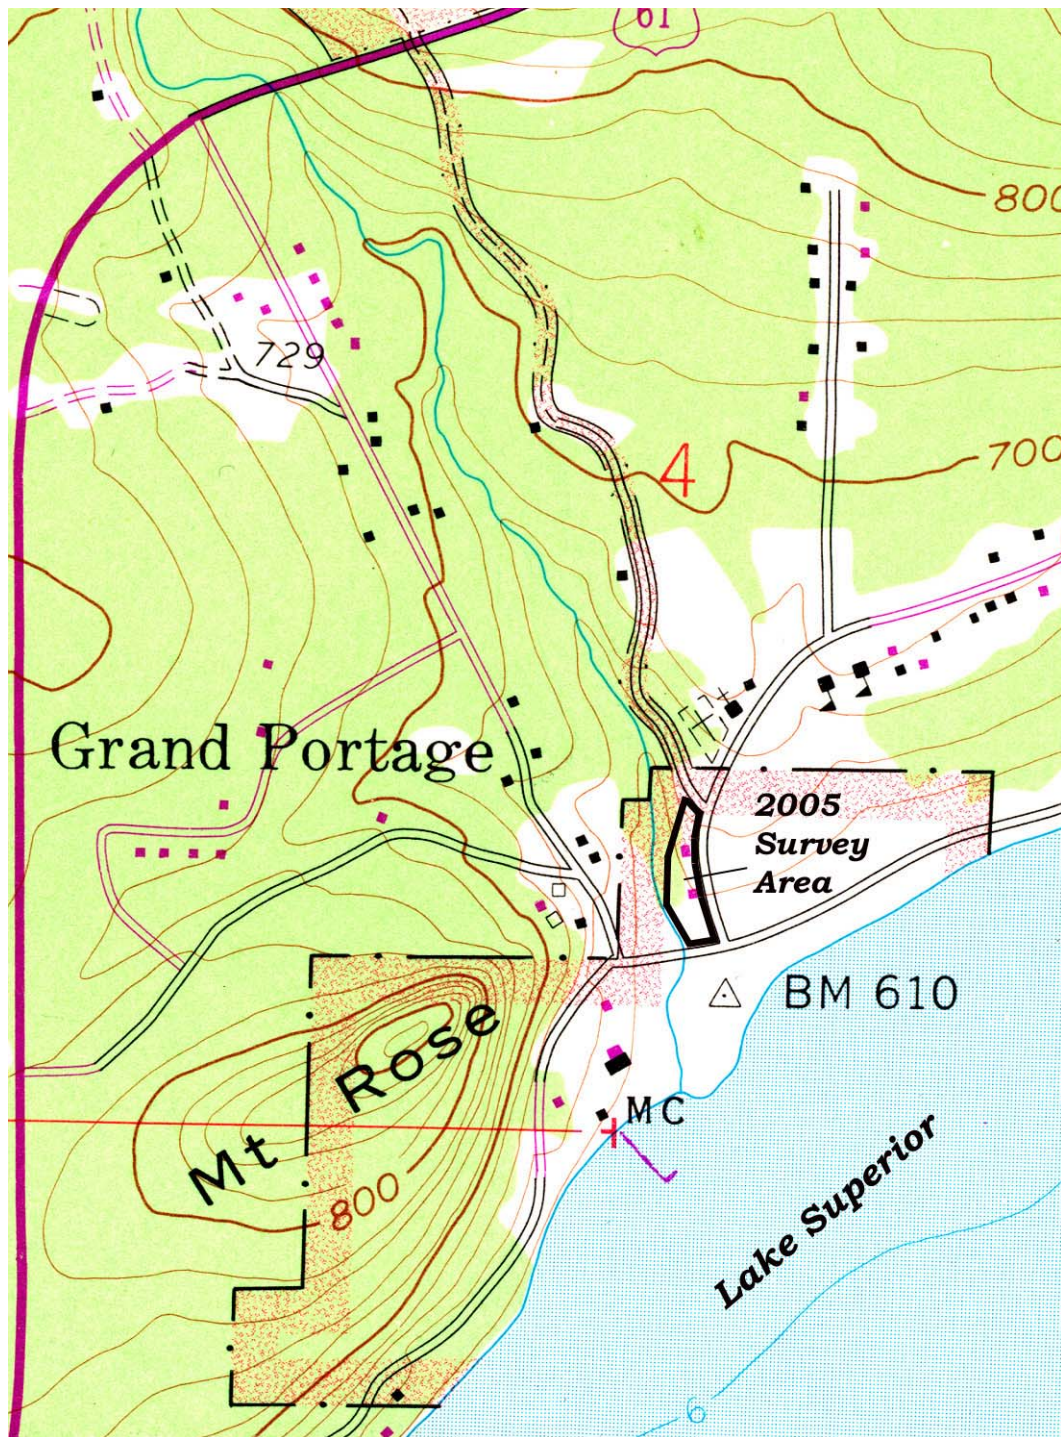 61
800
729
700
4
Grand Portage
2005
Survey
Area
BM 610
Mt Rose
MC
800
Lake Superior
6